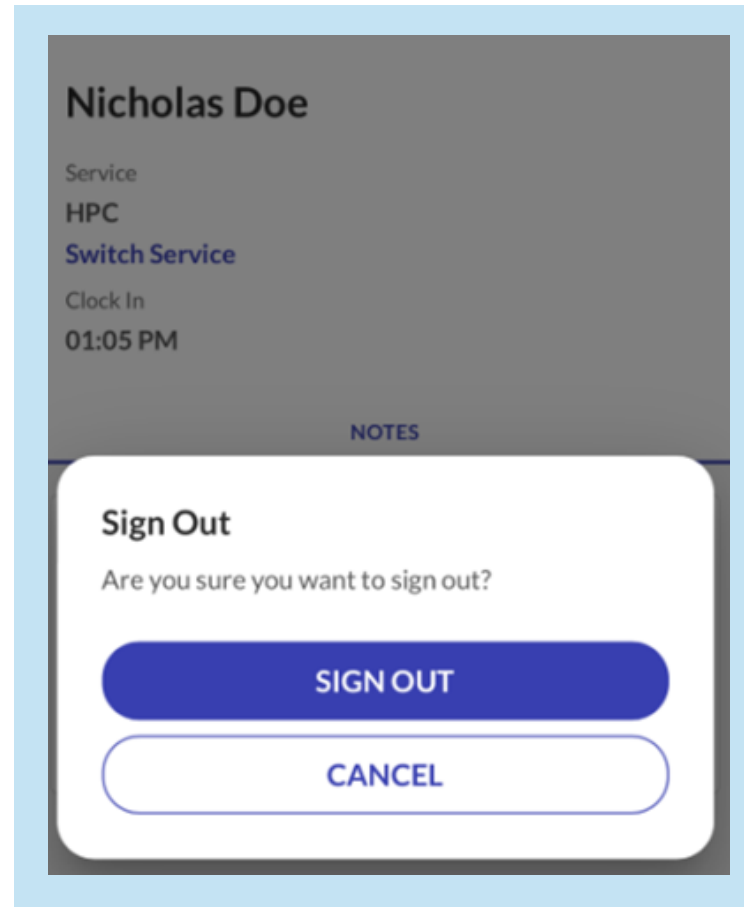 Nicholas Doe
Service
HPC
Switch Service
Clock In
01:05 PM
NOTES
Sign Out
Are you sure you want to sign out?
SIGN OUT
CANCEL